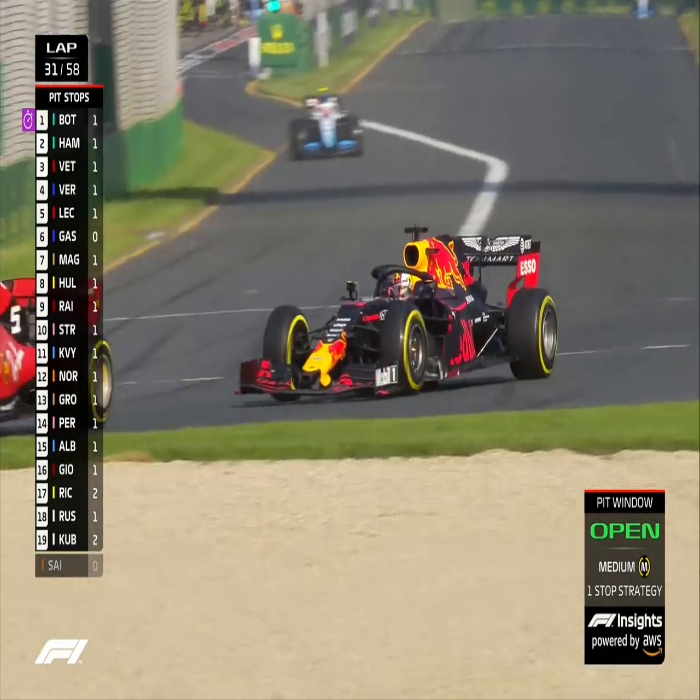 LAP
31 / 58
PIT STOPS
1 BOT 1
2 HAM 1
3 VET 1
4 VER 1
5 LEC 1
6 GAS 0
7 MAG 1
8 HUL 1
9 RAI 1
10 STR 1
11 KVY 1
12 NOR 1
13 GRO 1
14 PER 1
15 ALB 1
16 GIO 1
17 RIC 2
18 RUS 1
19 KUB 2
SAI 0
5
ESSO
PIT WINDOW
OPEN
MEDIUM M
1 STOP STRATEGY
F1 Insights
powered by aws
F1